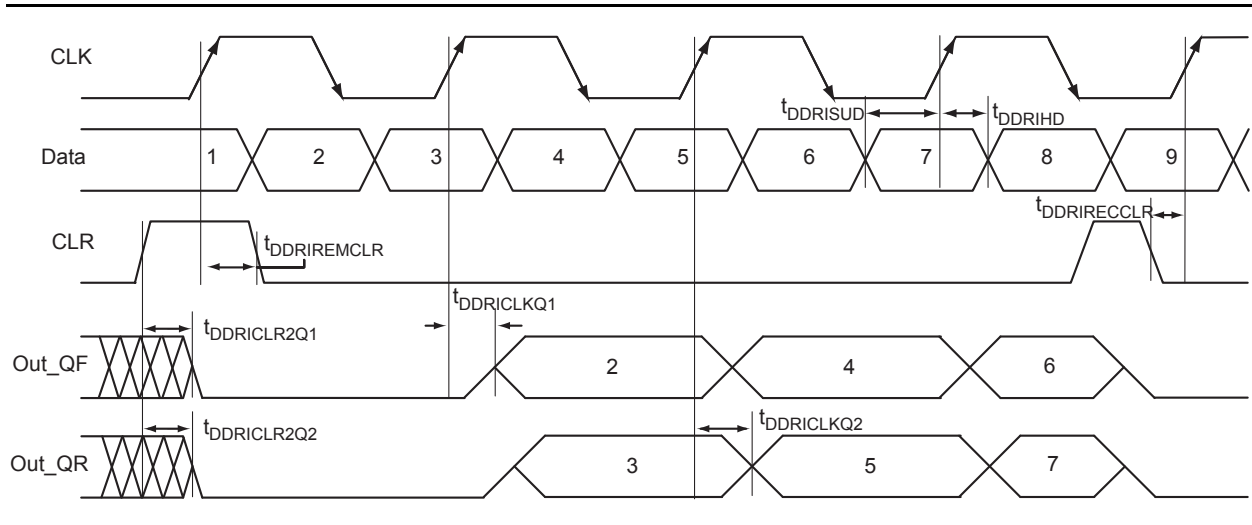 CLK
tDDRISUD
tDDRIHD
Data 1 2 3 4 5 6 7 8 9
tDDRIRECCLR
CLR
tDDRIREMCLR
tDDRICLKQ1
tDDRICLR2Q1
Out_QF 2 4 6
tDDRICLR2Q2
tDDRICLKQ2
Out_QR 3 5 7